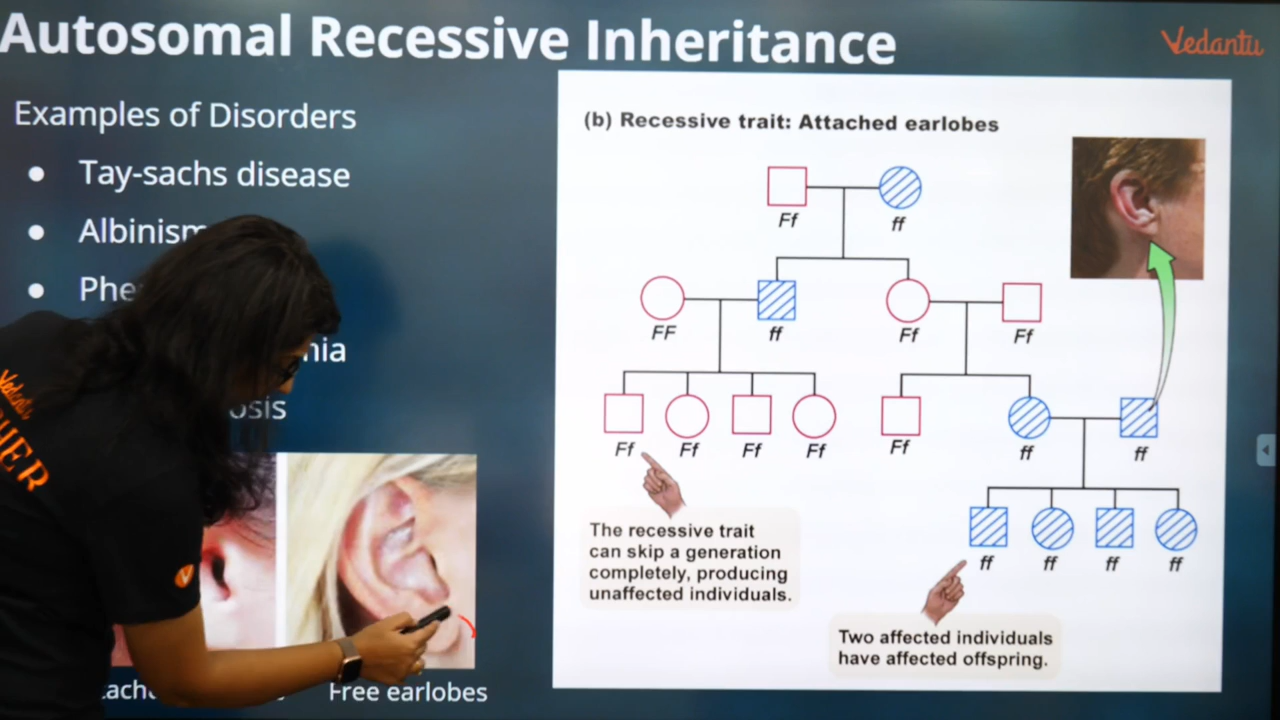 Autosomal Recessive Inheritance
Vedantu
Examples of Disorders
• Tay-sachs disease
• Albinism
• Phe
nia
osis
Free earlobes
(b) Recessive trait: Attached earlobes
Ff ff
FF ff Ff Ff
Ff Ff Ff Ff Ff ff ff
The recessive trait
can skip a generation
completely, producing
unaffected individuals.
ff ff ff ff
Two affected individuals
have affected offspring.
Vedantu
HER